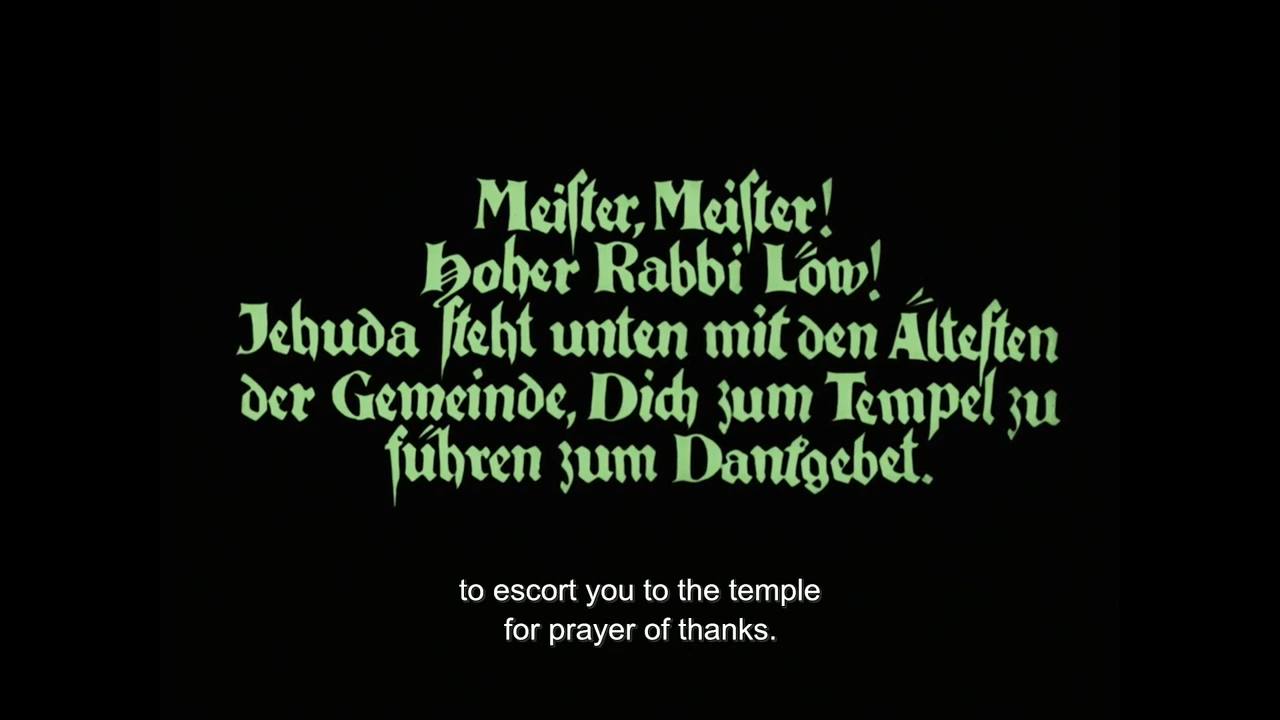 Meiſter, Meiſter!
Hoher Rabbi Löw!
Jehuda ſteht unten mit den Älteſten
der Gemeinde, Dich zum Tempel zu
führen zum Dankgebet.
to escort you to the temple
for prayer of thanks.